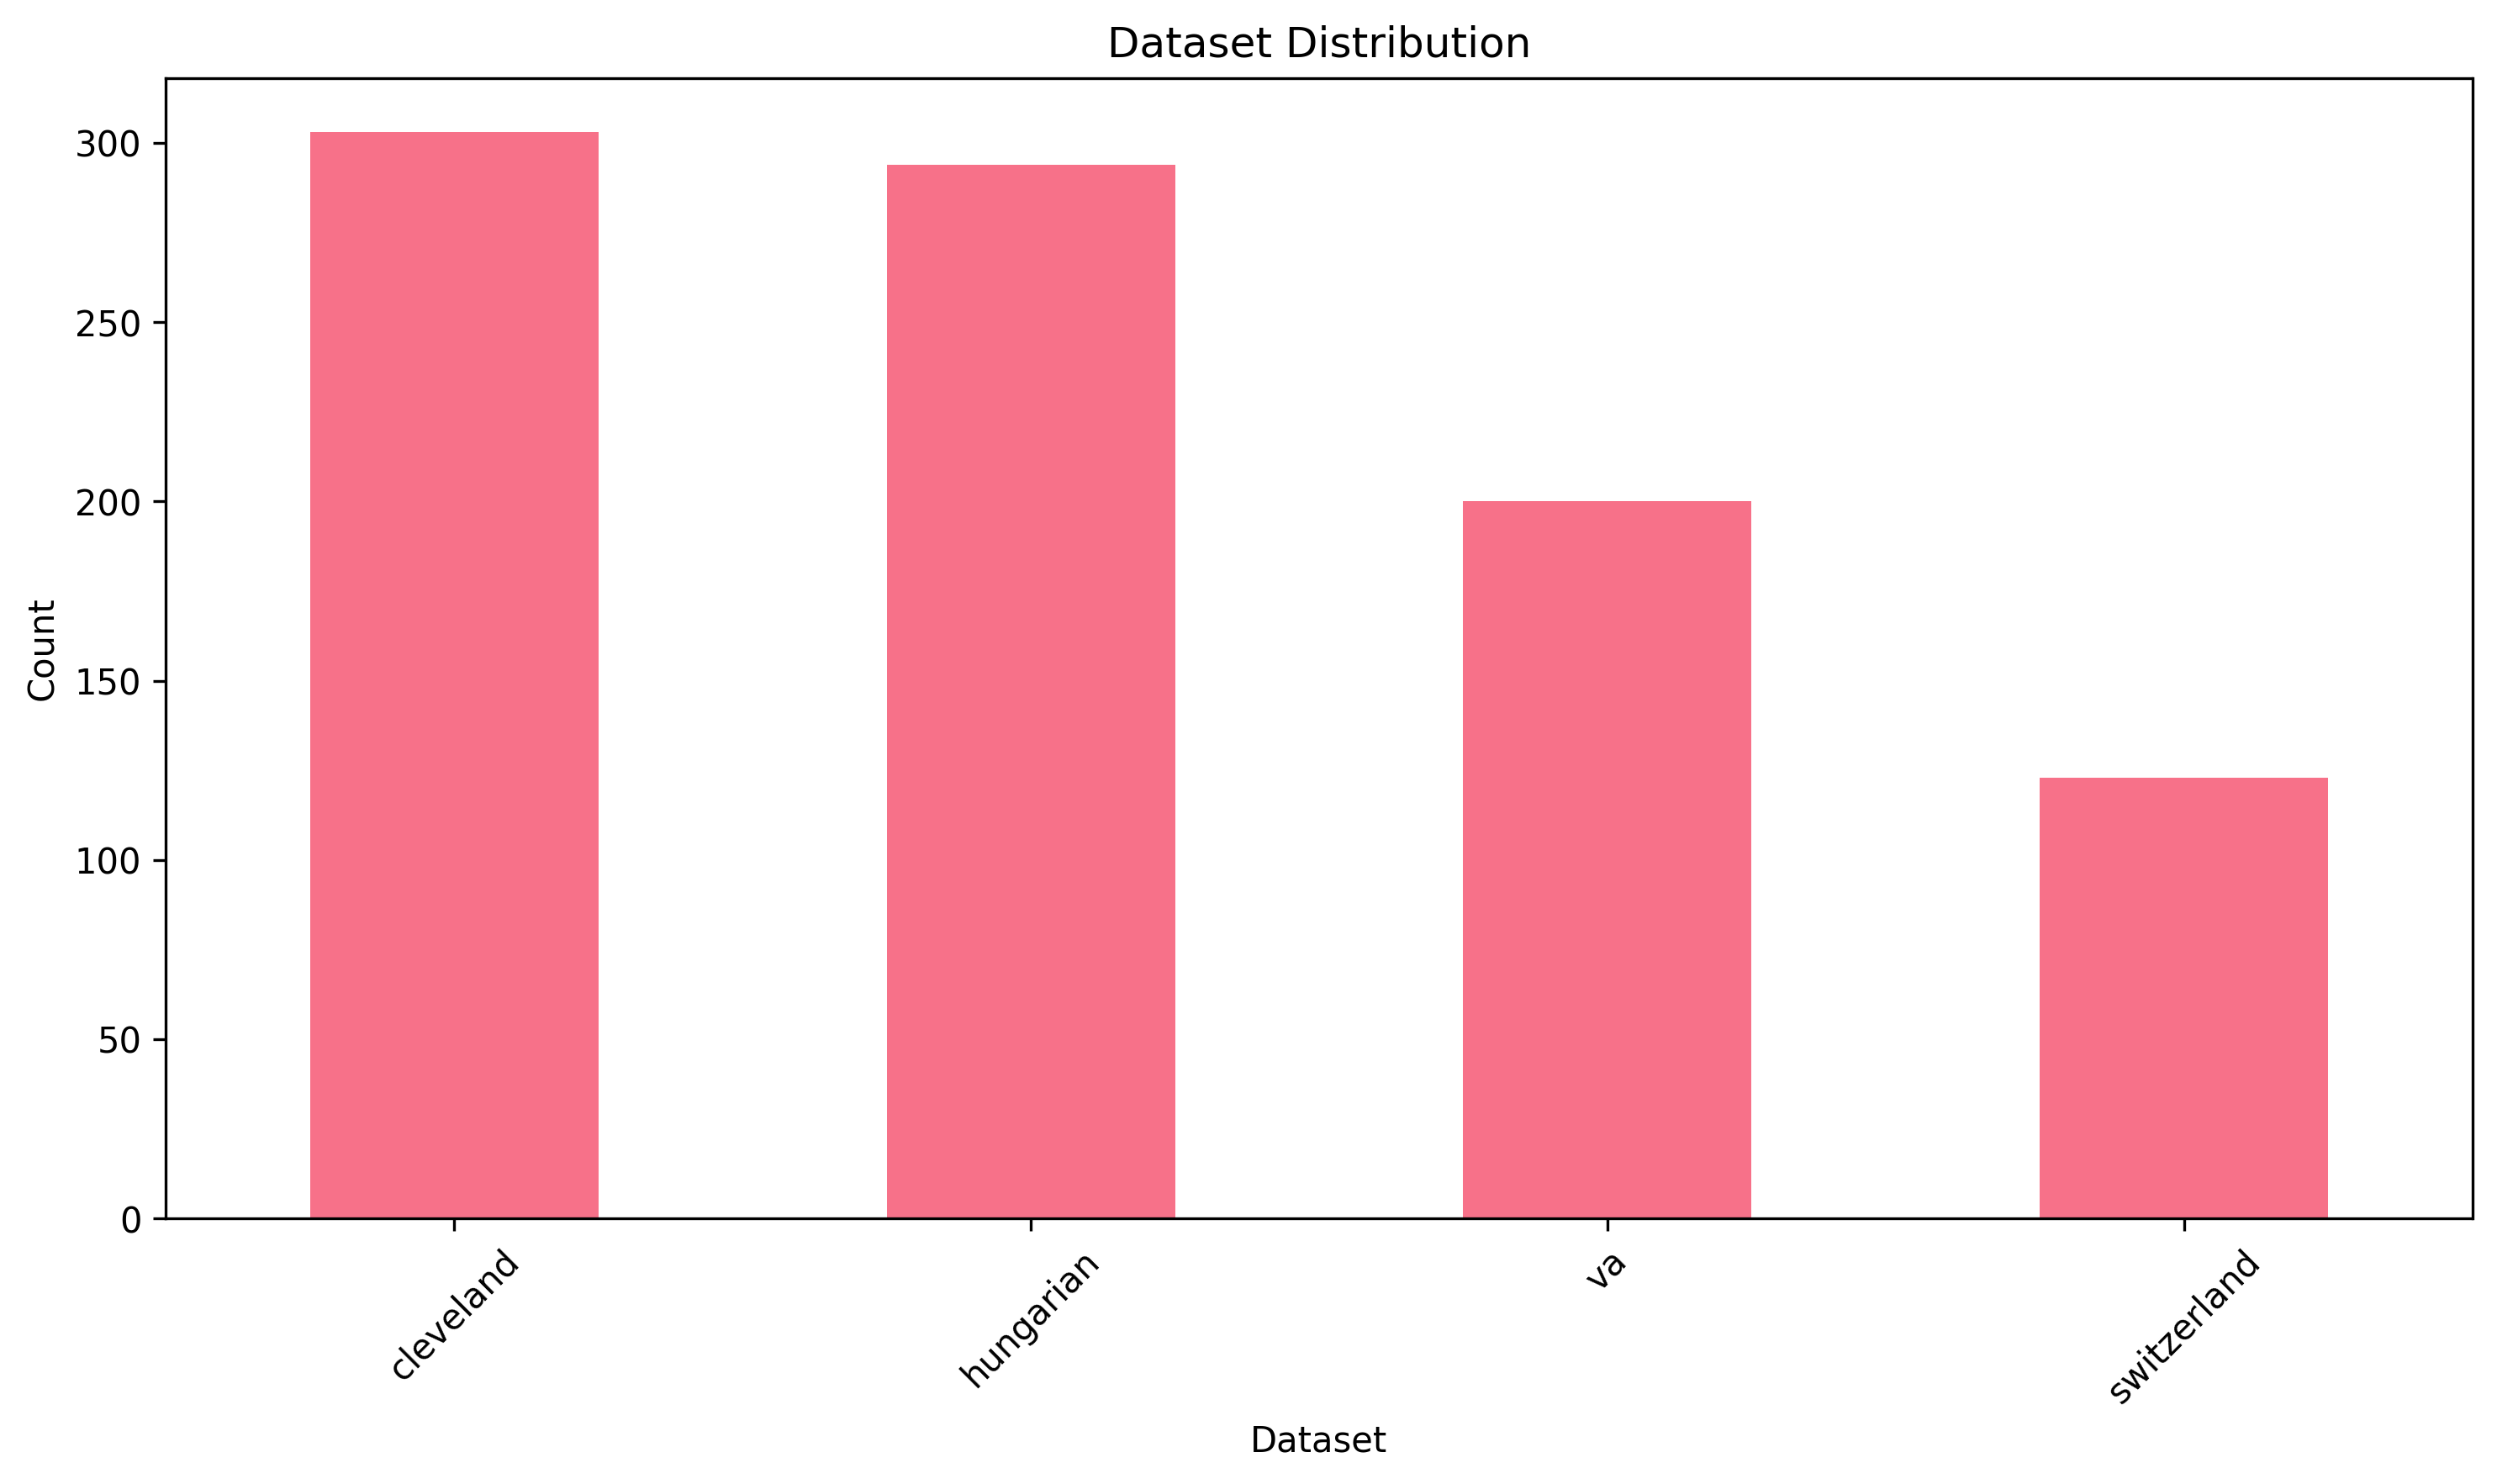 Dataset Distribution
Count
300
250
200
150
100
50
0
cleveland
hungarian
va
switzerland
Dataset